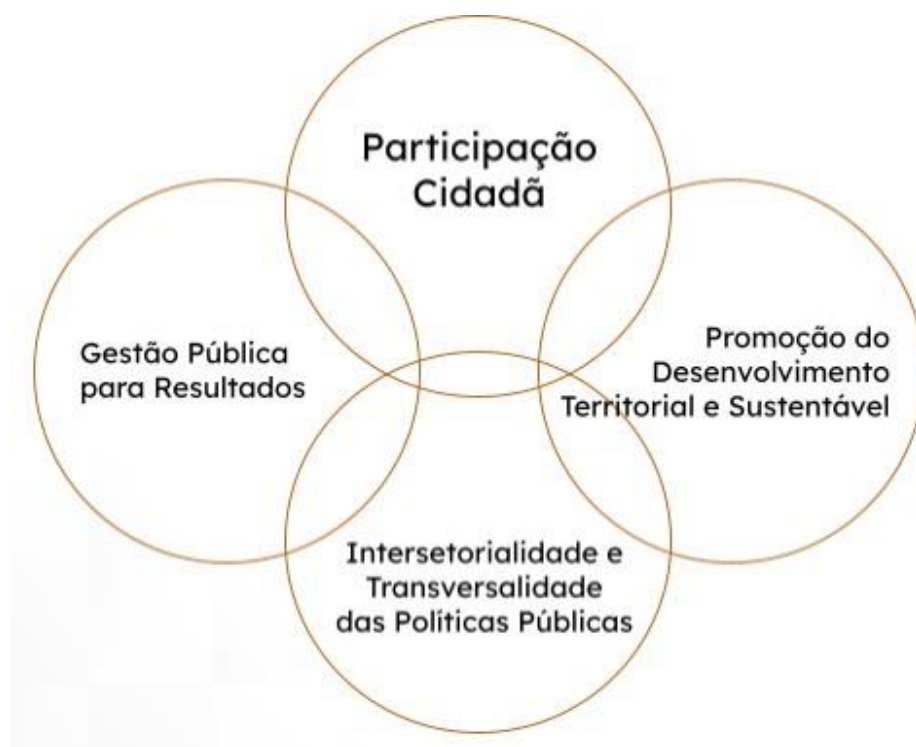 Participação
Cidadã
Gestão Pública
para Resultados
Promoção do
Desenvolvimento
Territorial e Sustentável
Intersetorialidade e
Transversalidade
das Políticas Públicas